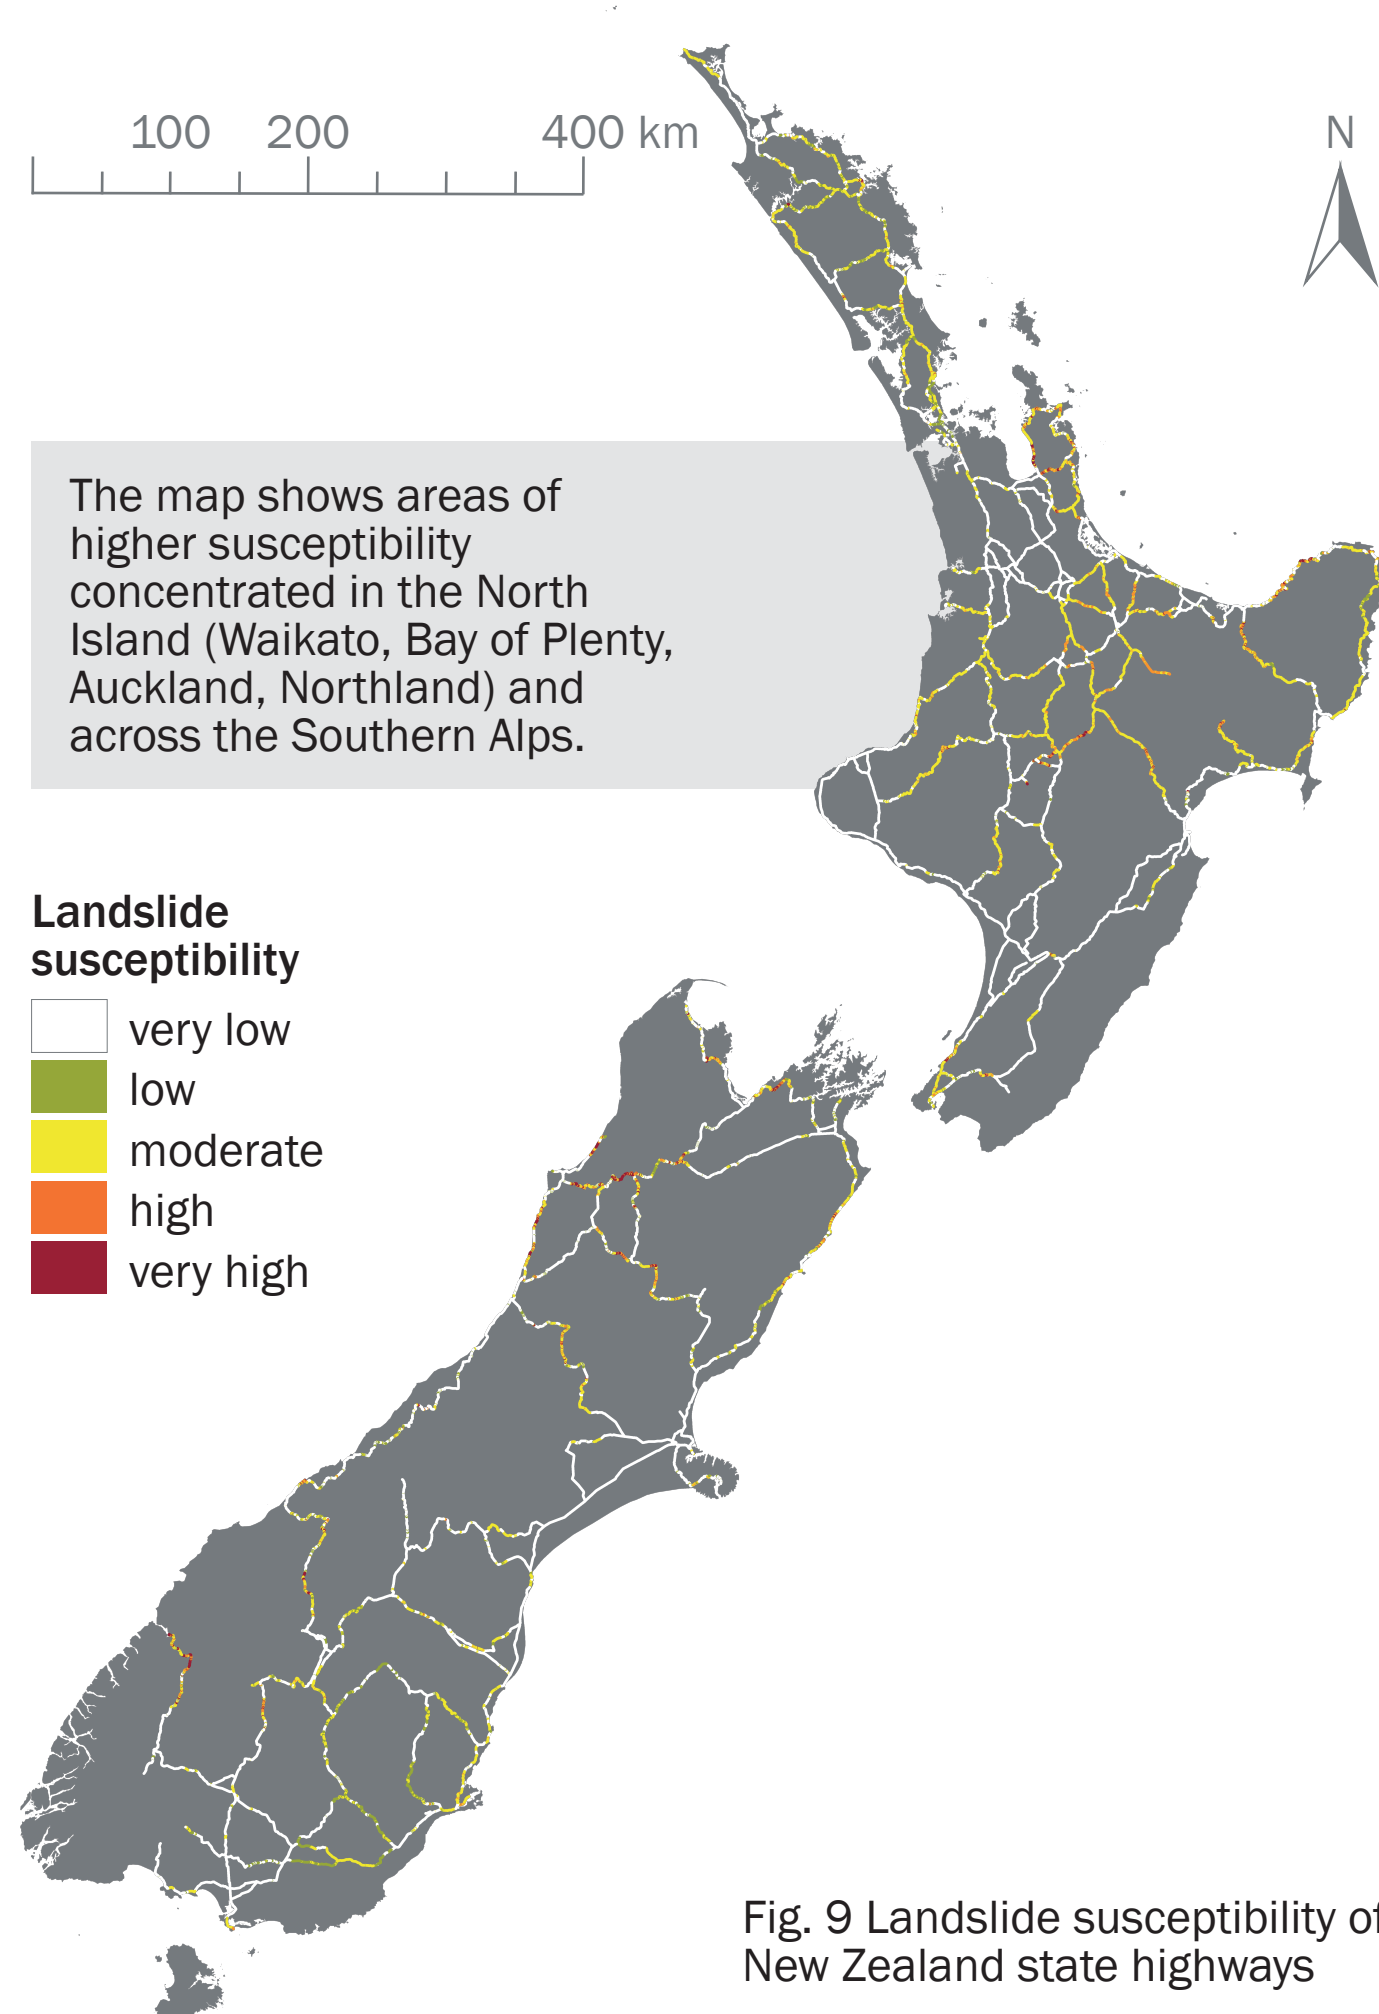 100 200 400 km
N
The map shows areas of
higher susceptibility
concentrated in the North
Island (Waikato, Bay of Plenty,
Auckland, Northland) and
across the Southern Alps.
Landslide
susceptibility
very low
low
moderate
high
very high
Fig. 9 Landslide susceptibility of
New Zealand state highways